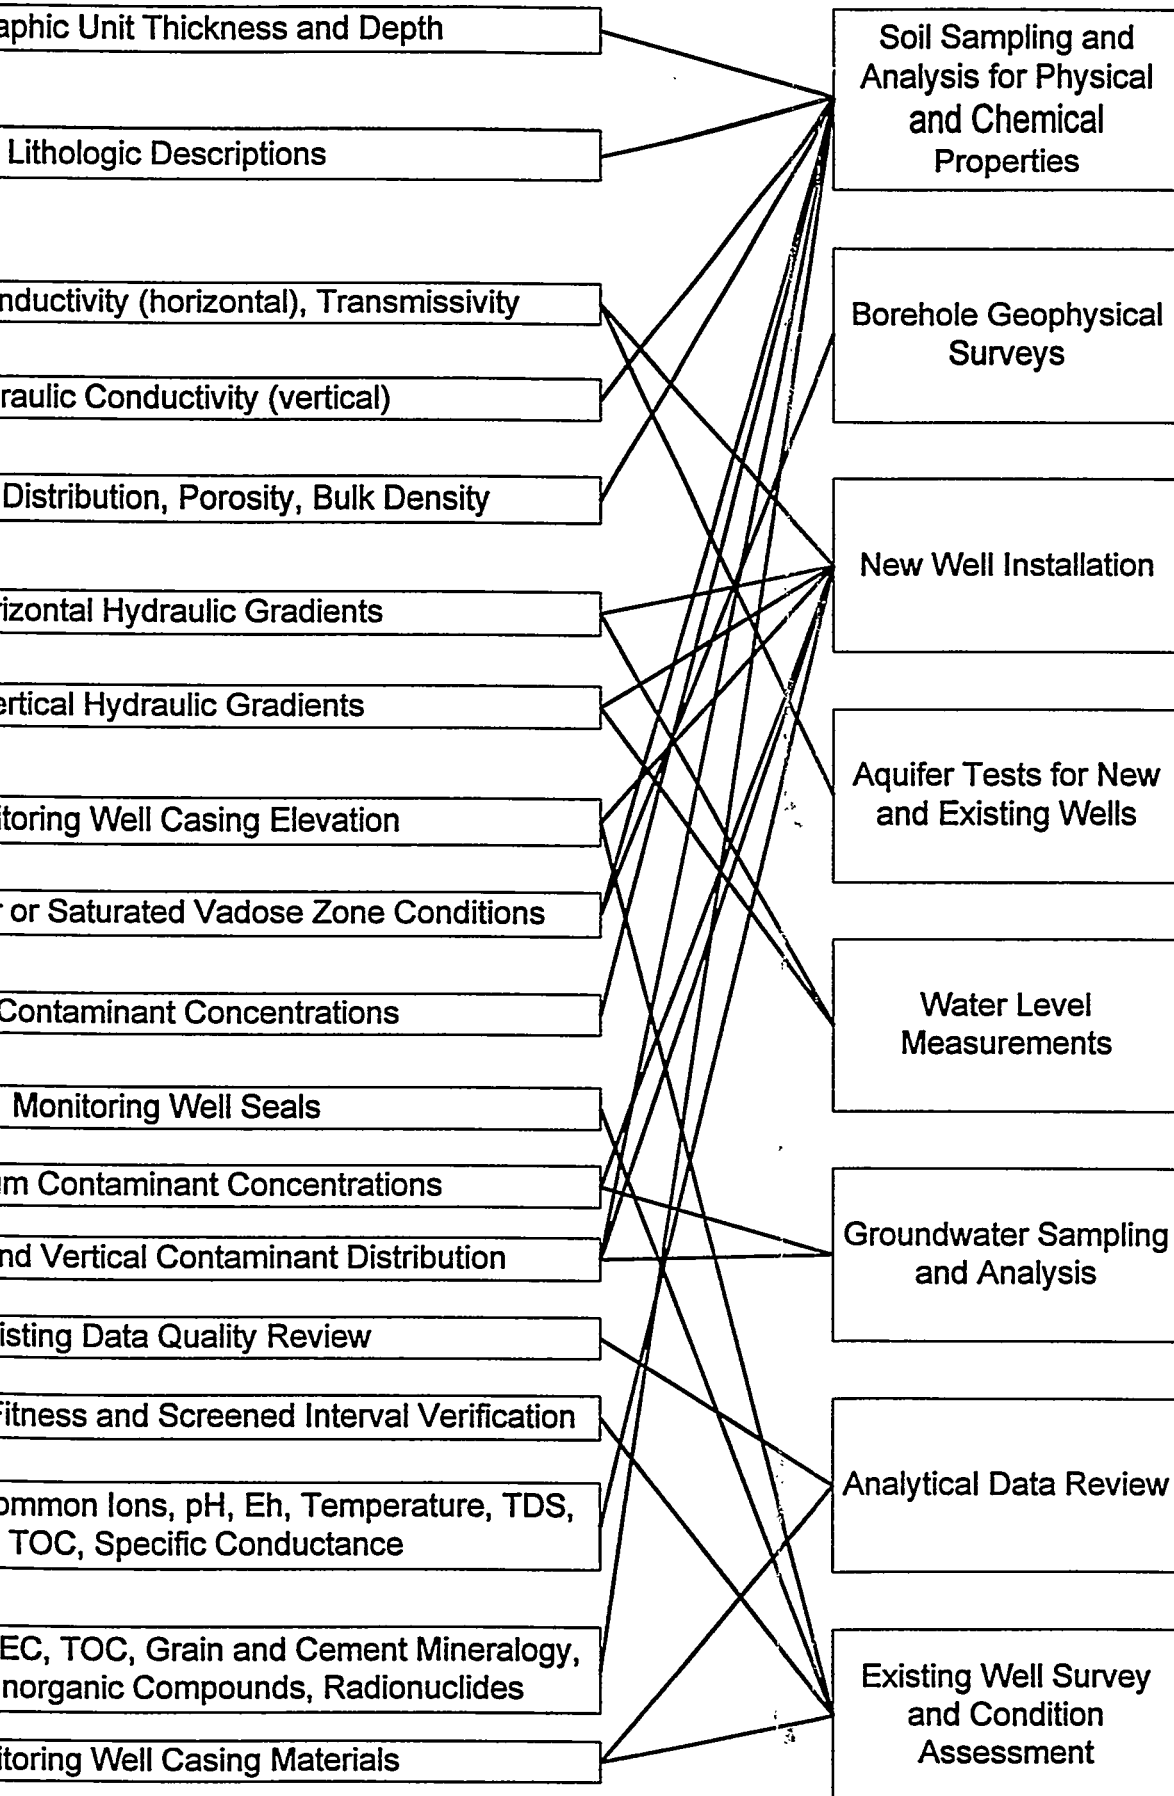 aphic Unit Thickness and Depth
Lithologic Descriptions
nductivity (horizontal), Transmissivity
raulic Conductivity (vertical)
Distribution, Porosity, Bulk Density
rizontal Hydraulic Gradients
ertical Hydraulic Gradients
itoring Well Casing Elevation
r or Saturated Vadose Zone Conditions
Contaminant Concentrations
Monitoring Well Seals
um Contaminant Concentrations
nd Vertical Contaminant Distribution
isting Data Quality Review
Fitness and Screened Interval Verification
ommon Ions, pH, Eh, Temperature, TDS,
TOC, Specific Conductance
EC, TOC, Grain and Cement Mineralogy,
norganic Compounds, Radionuclides
itoring Well Casing Materials
Soil Sampling and
Analysis for Physical
and Chemical
Properties
Borehole Geophysical
Surveys
New Well Installation
Aquifer Tests for New
and Existing Wells
Water Level
Measurements
Groundwater Sampling
and Analysis
Analytical Data Review
Existing Well Survey
and Condition
Assessment